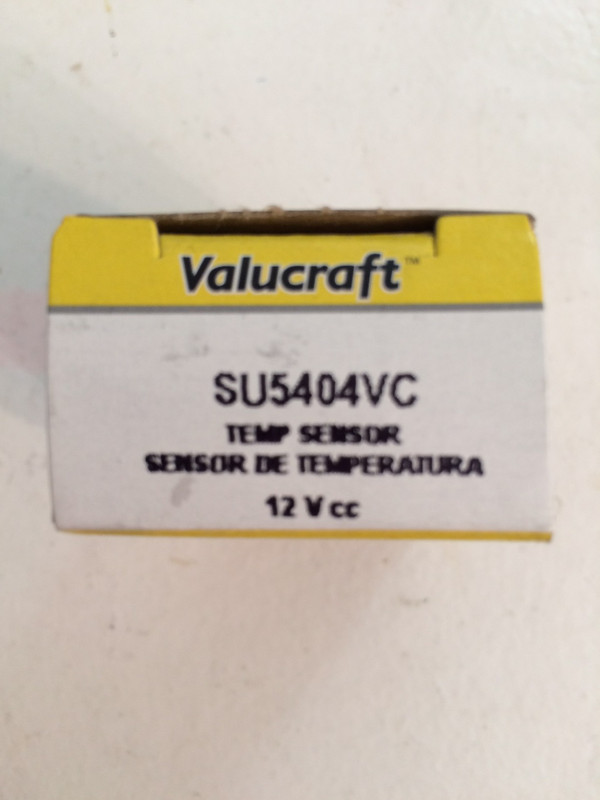 Valucraft™
SU5404VC
TEMP SENSOR
SENSOR DE TEMPERATURA
12 V cc